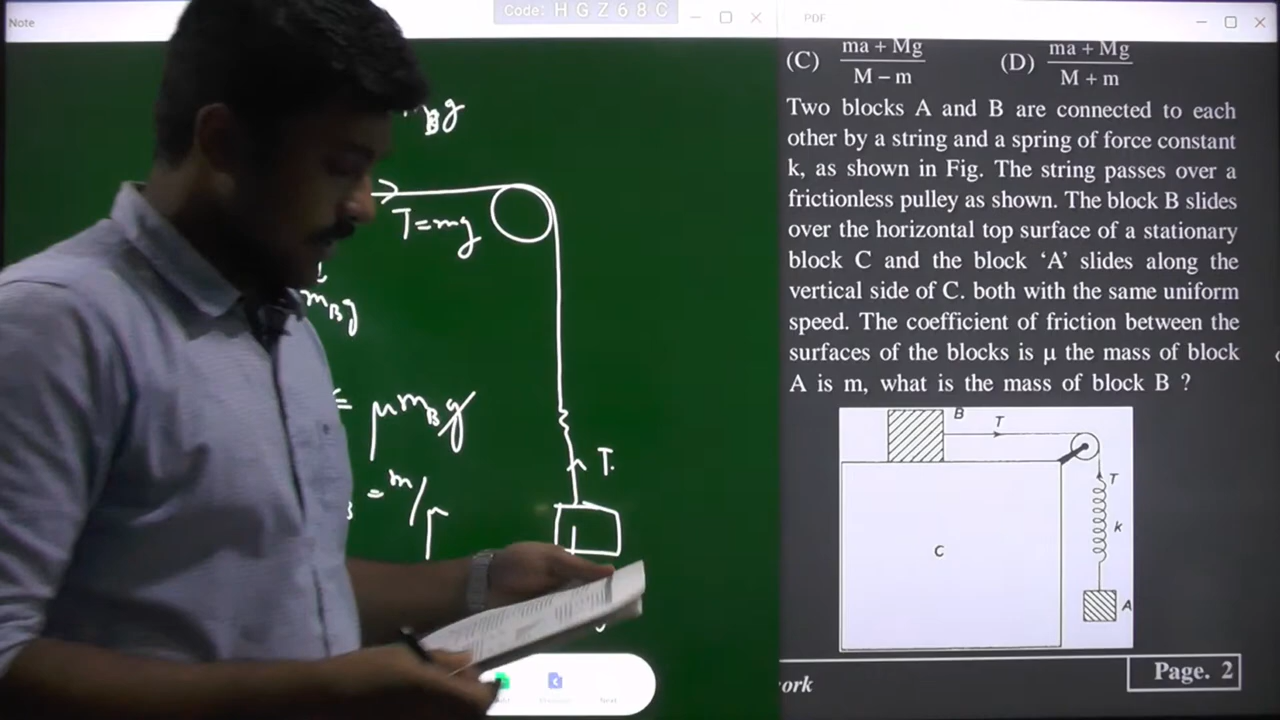 Note
Code: H G Z 6 8 C
PDF
(C) ma + Mg / M − m
(D) ma + Mg / M + m
Two blocks A and B are connected to each
other by a string and a spring of force constant
k, as shown in Fig. The string passes over a
frictionless pulley as shown. The block B slides
over the horizontal top surface of a stationary
block C and the block ‘A’ slides along the
vertical side of C. both with the same uniform
speed. The coefficient of friction between the
surfaces of the blocks is μ the mass of block
A is m, what is the mass of block B ?
B
T
T
k
C
A
Page. 2
ork
Bg
T=mg
mBg
= μmBg
B = m/μ
T.
Next